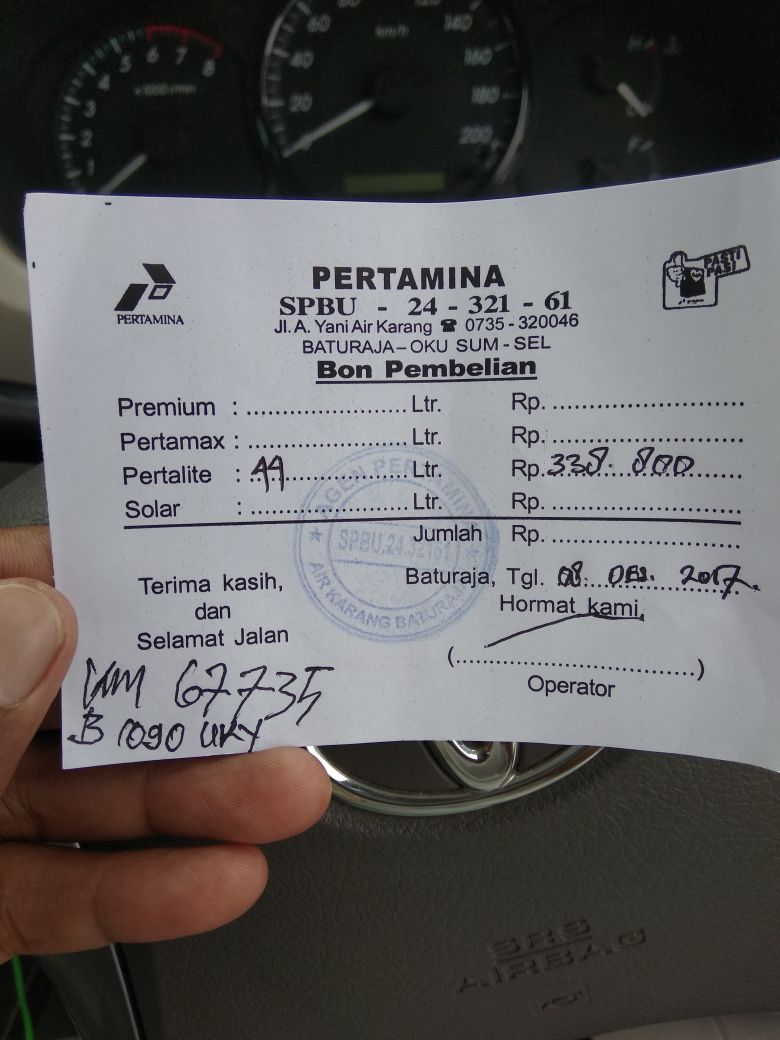 60
80
120
140
40
km/h
160
20
180
200
1
2
3
4
5
6
7
8
x1000r/min
PERTAMINA
PERTAMINA
SPBU - 24 - 321 - 61
Jl. A. Yani Air Karang ☎ 0735 - 320046
BATURAJA – OKU SUM - SEL
PASTI PAS!
Bon Pembelian
Premium : ........................ Ltr. Rp. .............................
Pertamax : ........................ Ltr. Rp. .............................
Pertalite : 44 Ltr. Rp. 338.800
Solar : ........................ Ltr. Rp. .............................
Jumlah Rp. .............................
AGEN PERTAMINA
SPBU.24.32161
AIR KARANG BATURAJA
Baturaja, Tgl. 08. DES. 2017.
Terima kasih,
dan
Selamat Jalan
Hormat kami,
(....................................)
Operator
KM 67735
B 1090 UKY
SRS
AIRBAG